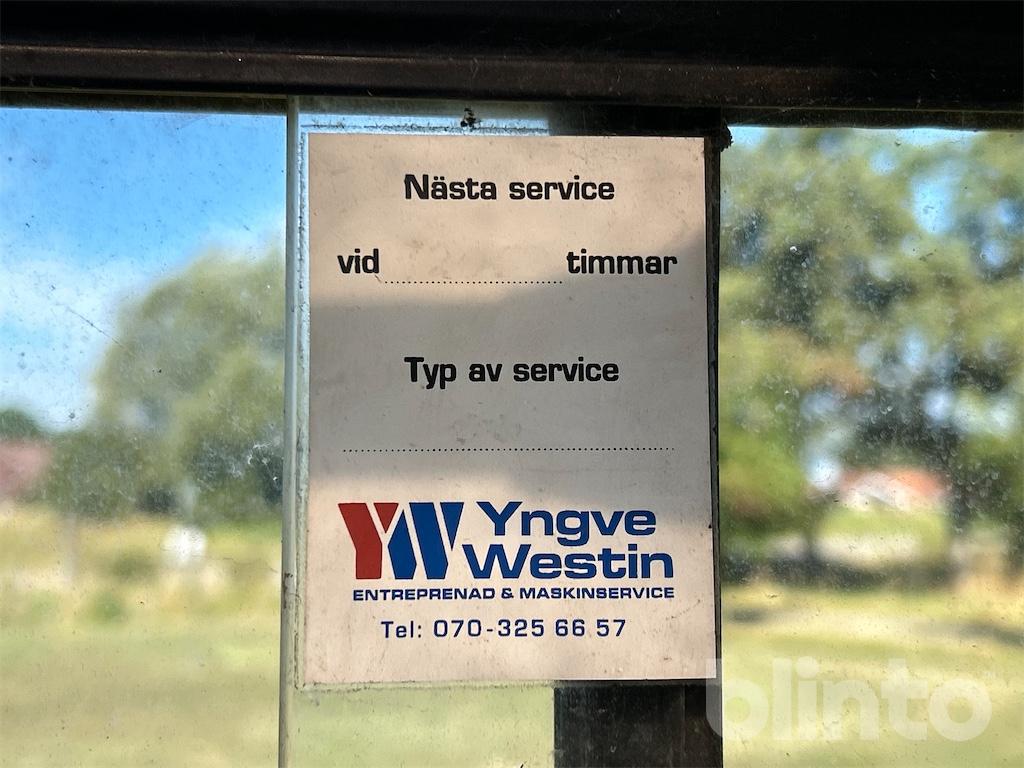 Nästa service
vid timmar
Typ av service
YW Yngve
Westin
ENTREPRENAD & MASKINSERVICE
Tel: 070-325 66 57
blinto